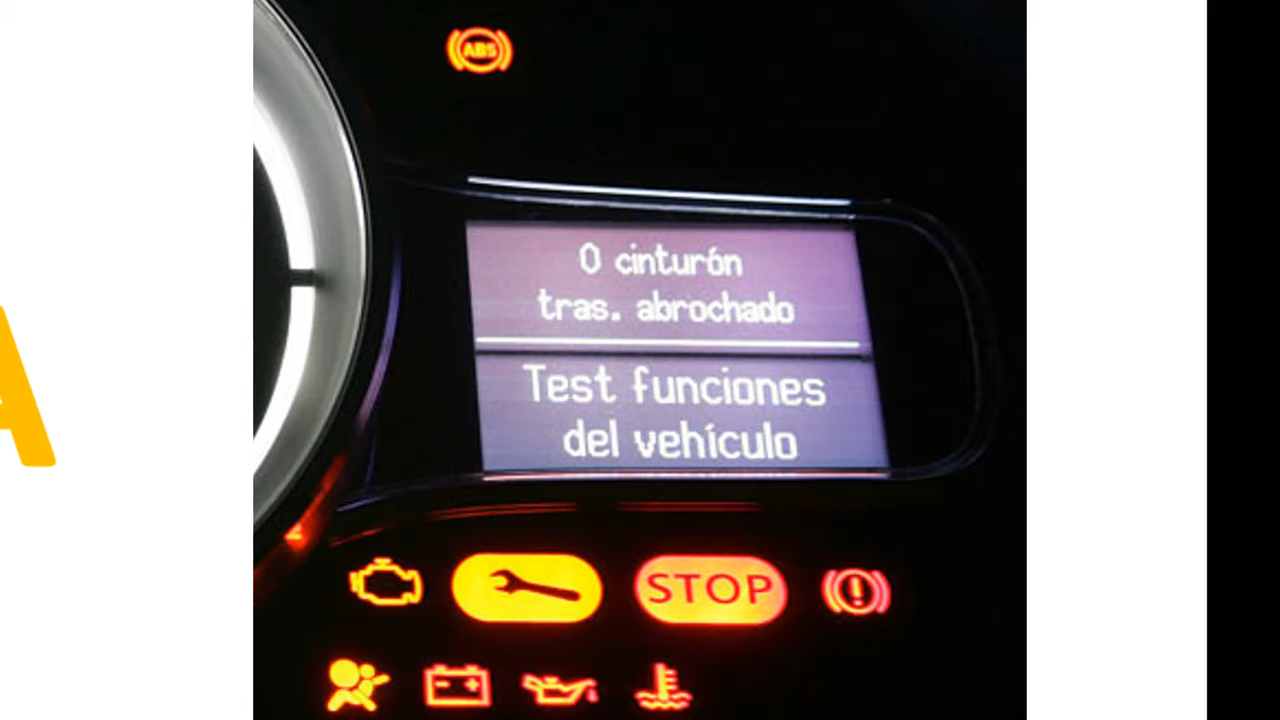 ABS
0 cinturón
tras. abrochado
Test funciones
del vehículo
STOP
A